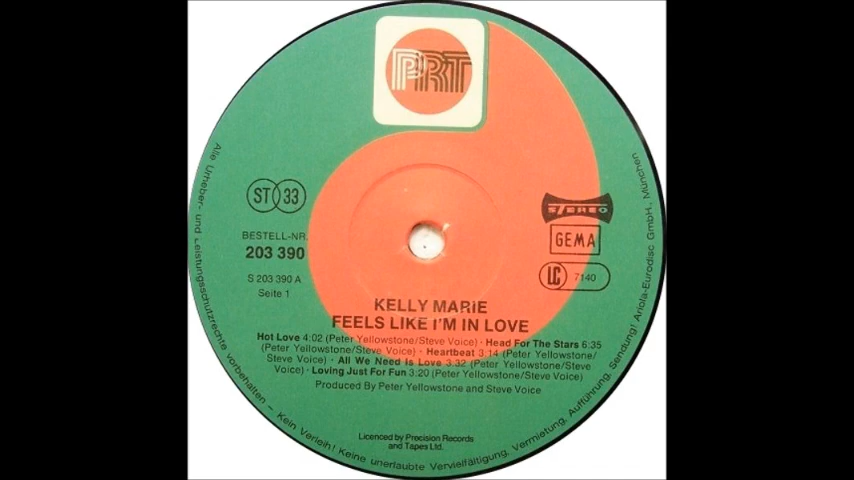 PRT
ST 33
STEREO
BESTELL-NR.
203 390
GEMA
S 203 390 A
Seite 1
LC 7140
KELLY MARIE
FEELS LIKE I'M IN LOVE
Hot Love 4:02 (Peter Yellowstone/Steve Voice) · Head For The Stars 6:35
(Peter Yellowstone/Steve Voice) · Heartbeat 3:14 (Peter Yellowstone/
Steve Voice) · All We Need Is Love 3:32 (Peter Yellowstone/Steve
Voice) · Loving Just For Fun 3:20 (Peter Yellowstone/Steve Voice)
Produced By Peter Yellowstone and Steve Voice
Licenced by Precision Records
and Tapes Ltd.
Alle Urheber- und Leistungsschutzrechte vorbehalten – Kein Verleih! Keine unerlaubte Vervielfältigung, Vermietung, Aufführung, Sendung! Ariola-Eurodisc GmbH., München